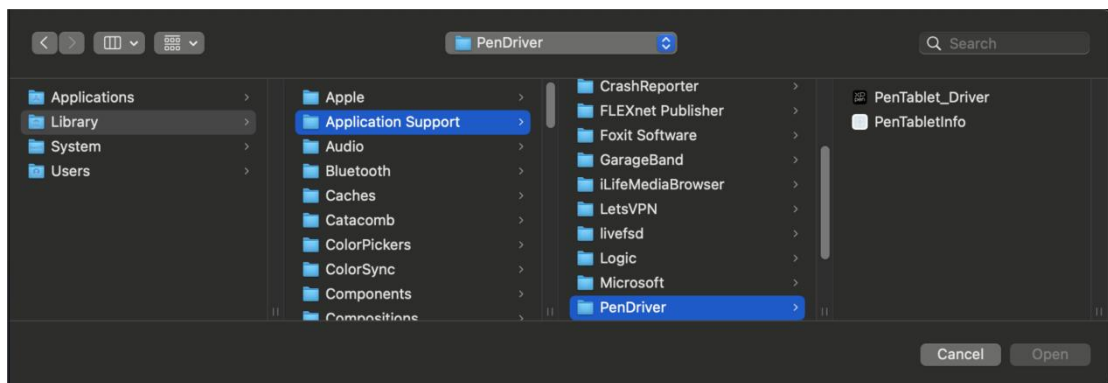 PenDriver
Search
Applications
Library
System
Users
Apple
Application Support
Audio
Bluetooth
Caches
Catacomb
ColorPickers
ColorSync
Components
Compositions
CrashReporter
FLEXnet Publisher
Foxit Software
GarageBand
iLifeMediaBrowser
LetsVPN
livefsd
Logic
Microsoft
PenDriver
PenTablet_Driver
PenTabletInfo
Cancel
Open